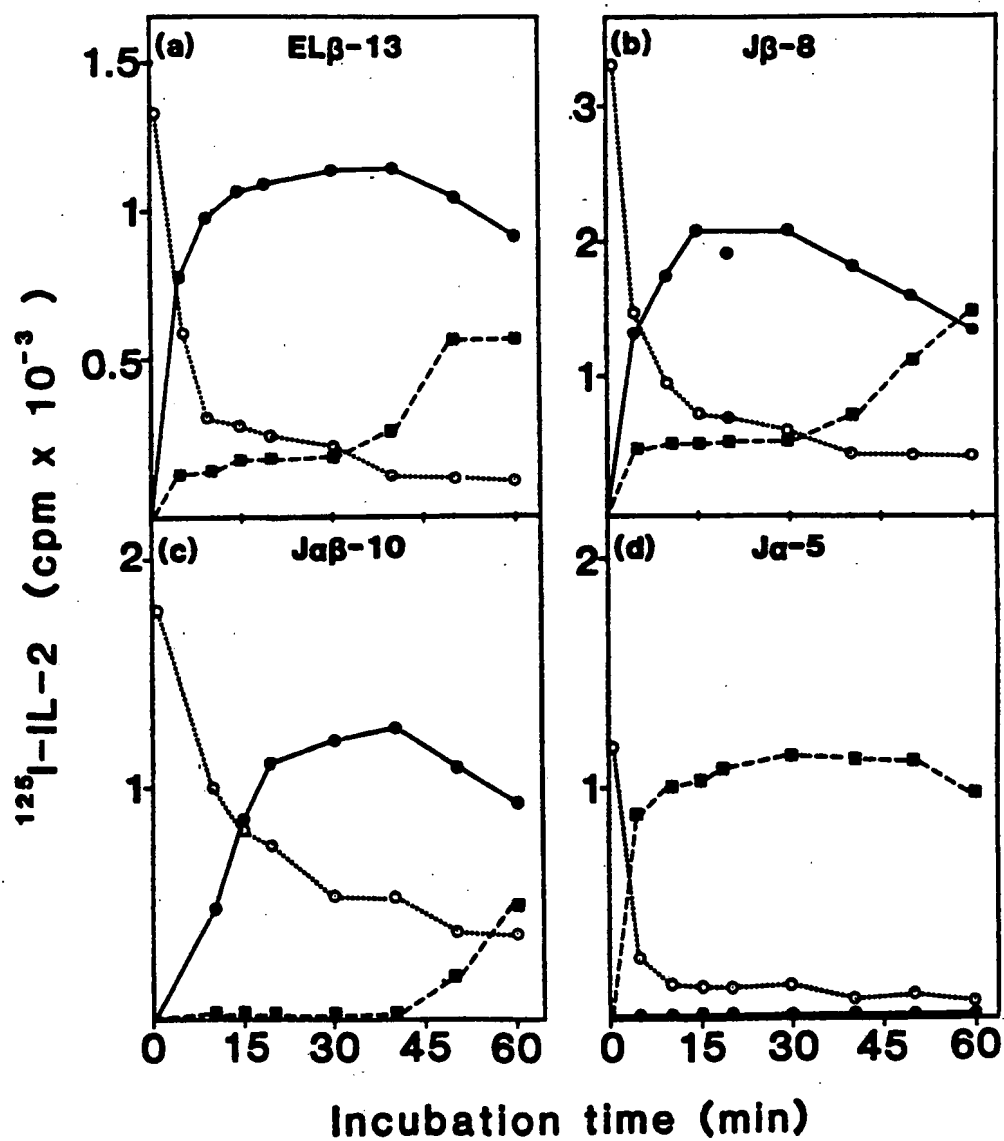 (a) ELβ-13
1.5
1
0.5
(b) Jβ-8
3
2
1
(c) Jαβ-10
2
1
0 15 30 45 60
(d) Jα-5
2
1
0 15 30 45 60
¹²⁵I-IL-2 (cpm x 10⁻³)
Incubation time (min)